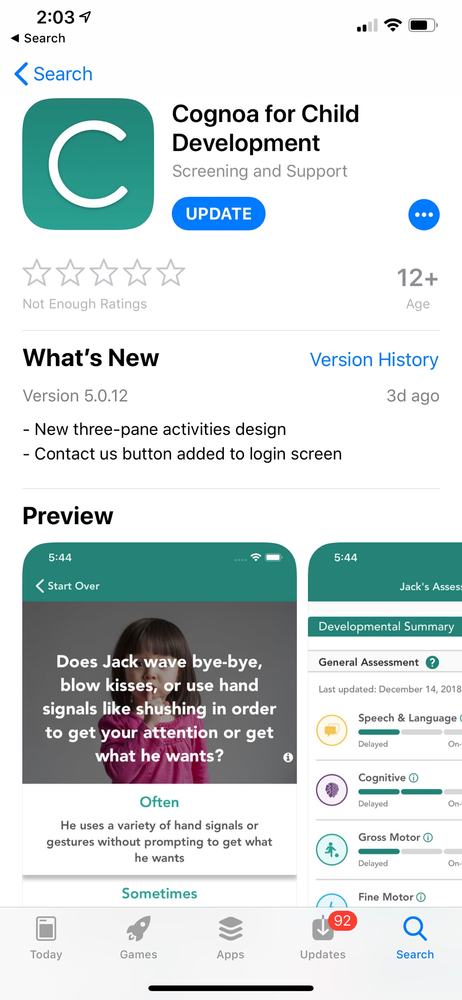 2:03
Search
Search
C
Cognoa for Child
Development
Screening and Support
UPDATE
Not Enough Ratings
12+
Age
What's New
Version History
Version 5.0.12
3d ago
- New three-pane activities design
- Contact us button added to login screen
Preview
5:44
Start Over
Does Jack wave bye-bye,
blow kisses, or use hand
signals like shushing in order
to get your attention or get
what he wants?
Often
He uses a variety of hand signals or
gestures without prompting to get what
he wants
Sometimes
5:44
Jack's Assess
Developmental Summary
General Assessment ?
Last updated: December 14, 2018
Speech & Language
Delayed On-
Cognitive
Delayed On-
Gross Motor
Delayed On-
Fine Motor
92
Today
Games
Apps
Updates
Search